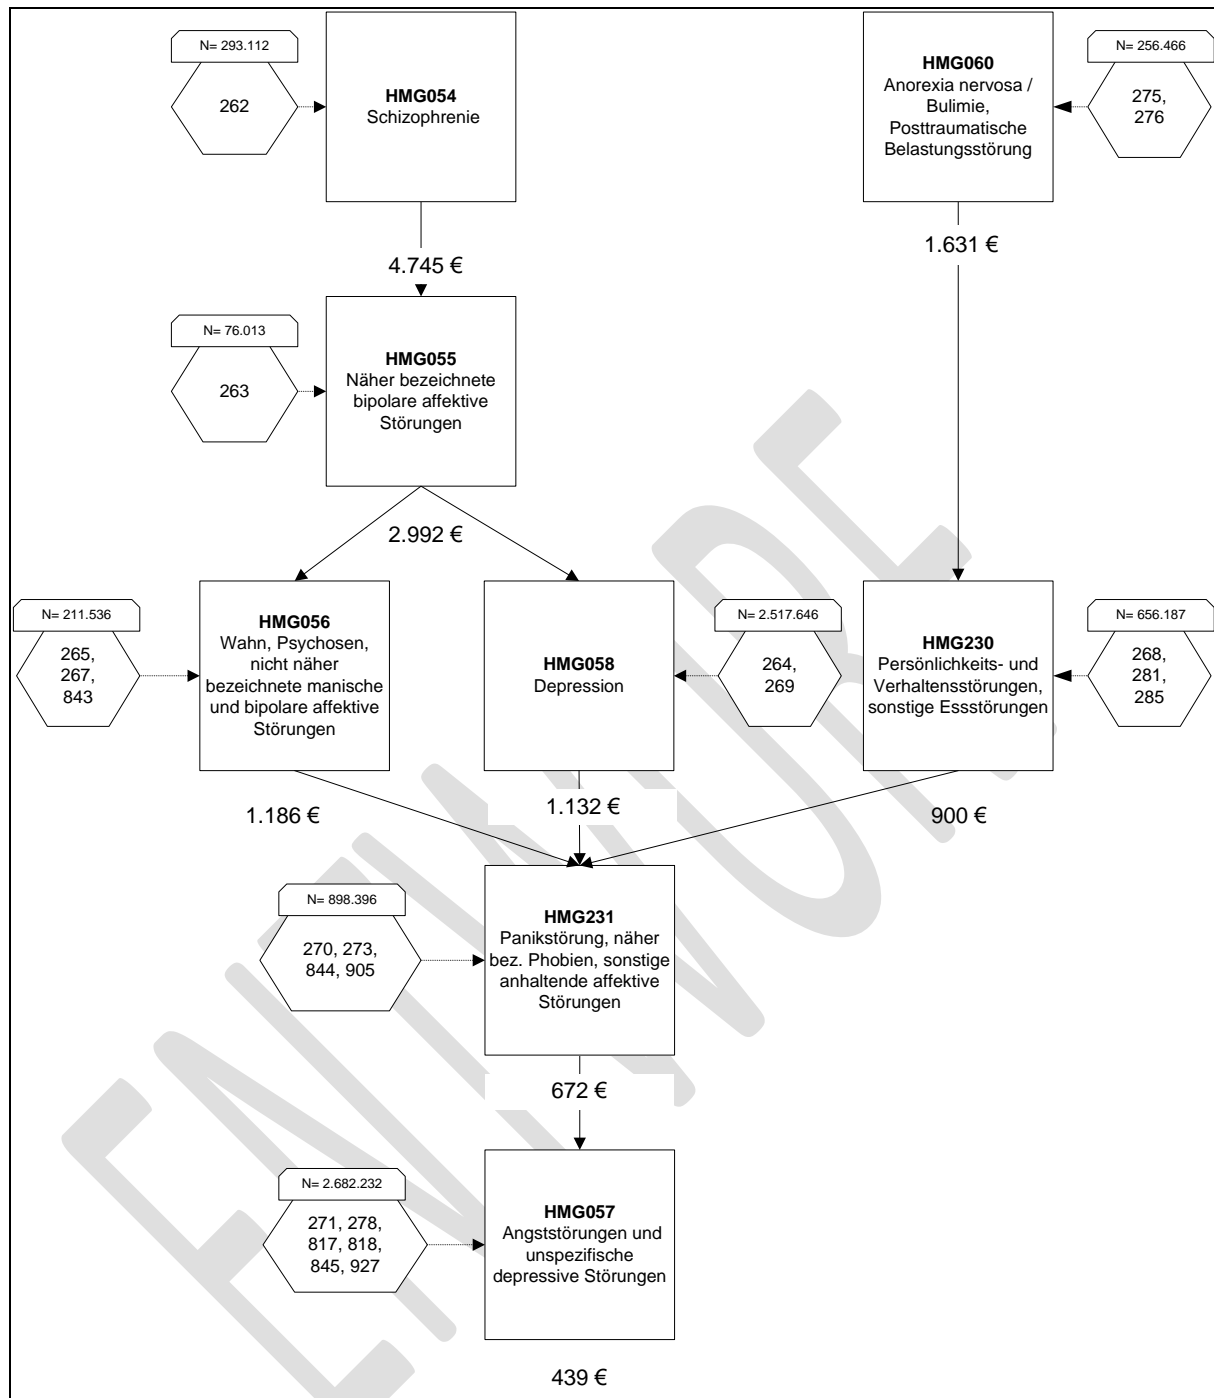 N= 293.112
262
HMG054
Schizophrenie
HMG060
Anorexia nervosa /
Bulimie,
Posttraumatische
Belastungsstörung
N= 256.466
275,
276
4.745 €
1.631 €
N= 76.013
263
HMG055
Näher bezeichnete
bipolare affektive
Störungen
2.992 €
N= 211.536
265,
267,
843
HMG056
Wahn, Psychosen,
nicht näher
bezeichnete manische
und bipolare affektive
Störungen
HMG058
Depression
N= 2.517.646
264,
269
HMG230
Persönlichkeits- und
Verhaltensstörungen,
sonstige Essstörungen
N= 656.187
268,
281,
285
1.186 €
1.132 €
900 €
N= 898.396
270, 273,
844, 905
HMG231
Panikstörung, näher
bez. Phobien, sonstige
anhaltende affektive
Störungen
672 €
N= 2.682.232
271, 278,
817, 818,
845, 927
HMG057
Angststörungen und
unspezifische
depressive Störungen
439 €
ENTWURF